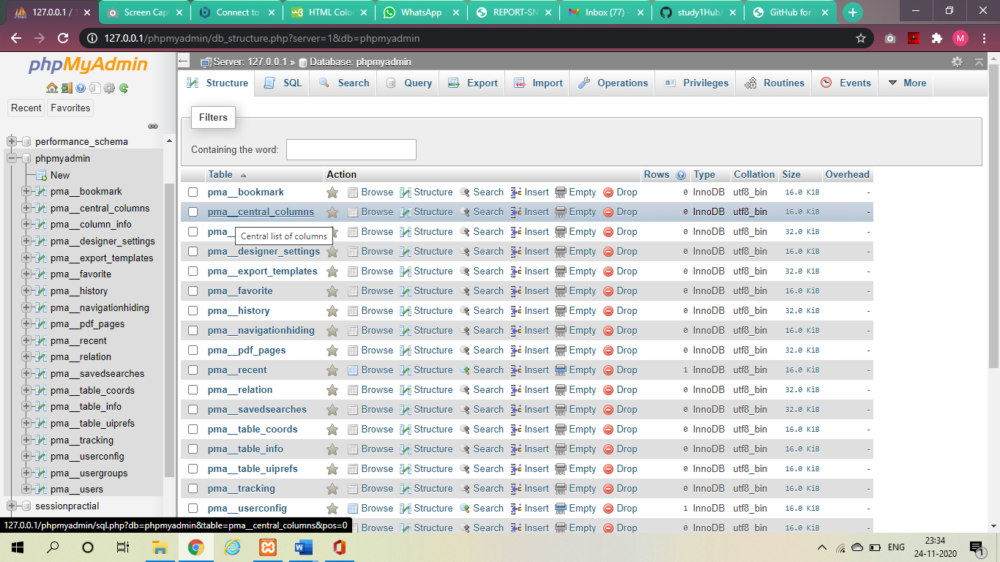 127.0.0.1 / 1
Screen Capt
Connect to
HTML Color
WhatsApp
REPORT-SN
Inbox (77) -
study1Hub/
GitHub for
127.0.0.1/phpmyadmin/db_structure.php?server=1&db=phpmyadmin
M
phpMyAdmin
Recent Favorites
performance_schema
phpmyadmin
New
pma__bookmark
pma__central_columns
pma__column_info
pma__designer_settings
pma__export_templates
pma__favorite
pma__history
pma__navigationhiding
pma__pdf_pages
pma__recent
pma__relation
pma__savedsearches
pma__table_coords
pma__table_info
pma__table_uiprefs
pma__tracking
pma__userconfig
pma__usergroups
pma__users
sessionpractial
Server: 127.0.0.1 » Database: phpmyadmin
Structure SQL Search Query Export Import Operations Privileges Routines Events More
Filters
Containing the word:
Table Action Rows Type Collation Size Overhead
pma__bookmark Browse Structure Search Insert Empty Drop 0 InnoDB utf8_bin 16.0 KiB -
pma__central_columns Browse Structure Search Insert Empty Drop 0 InnoDB utf8_bin 16.0 KiB -
pma__ Browse Structure Search Insert Empty Drop 0 InnoDB utf8_bin 32.0 KiB -
Central list of columns
pma__designer_settings Browse Structure Search Insert Empty Drop 0 InnoDB utf8_bin 16.0 KiB -
pma__export_templates Browse Structure Search Insert Empty Drop 0 InnoDB utf8_bin 32.0 KiB -
pma__favorite Browse Structure Search Insert Empty Drop 0 InnoDB utf8_bin 16.0 KiB -
pma__history Browse Structure Search Insert Empty Drop 0 InnoDB utf8_bin 32.0 KiB -
pma__navigationhiding Browse Structure Search Insert Empty Drop 0 InnoDB utf8_bin 16.0 KiB -
pma__pdf_pages Browse Structure Search Insert Empty Drop 0 InnoDB utf8_bin 32.0 KiB -
pma__recent Browse Structure Search Insert Empty Drop 1 InnoDB utf8_bin 16.0 KiB -
pma__relation Browse Structure Search Insert Empty Drop 0 InnoDB utf8_bin 32.0 KiB -
pma__savedsearches Browse Structure Search Insert Empty Drop 0 InnoDB utf8_bin 32.0 KiB -
pma__table_coords Browse Structure Search Insert Empty Drop 0 InnoDB utf8_bin 16.0 KiB -
pma__table_info Browse Structure Search Insert Empty Drop 0 InnoDB utf8_bin 16.0 KiB -
pma__table_uiprefs Browse Structure Search Insert Empty Drop 0 InnoDB utf8_bin 16.0 KiB -
pma__tracking Browse Structure Search Insert Empty Drop 0 InnoDB utf8_bin 16.0 KiB -
pma__userconfig Browse Structure Search Insert Empty Drop 1 InnoDB utf8_bin 16.0 KiB -
Browse Structure Search Insert Empty Drop 0 InnoDB utf8_bin 16.0 KiB -
127.0.0.1/phpmyadmin/sql.php?db=phpmyadmin&table=pma__central_columns&pos=0
ENG
23:34
24-11-2020
1